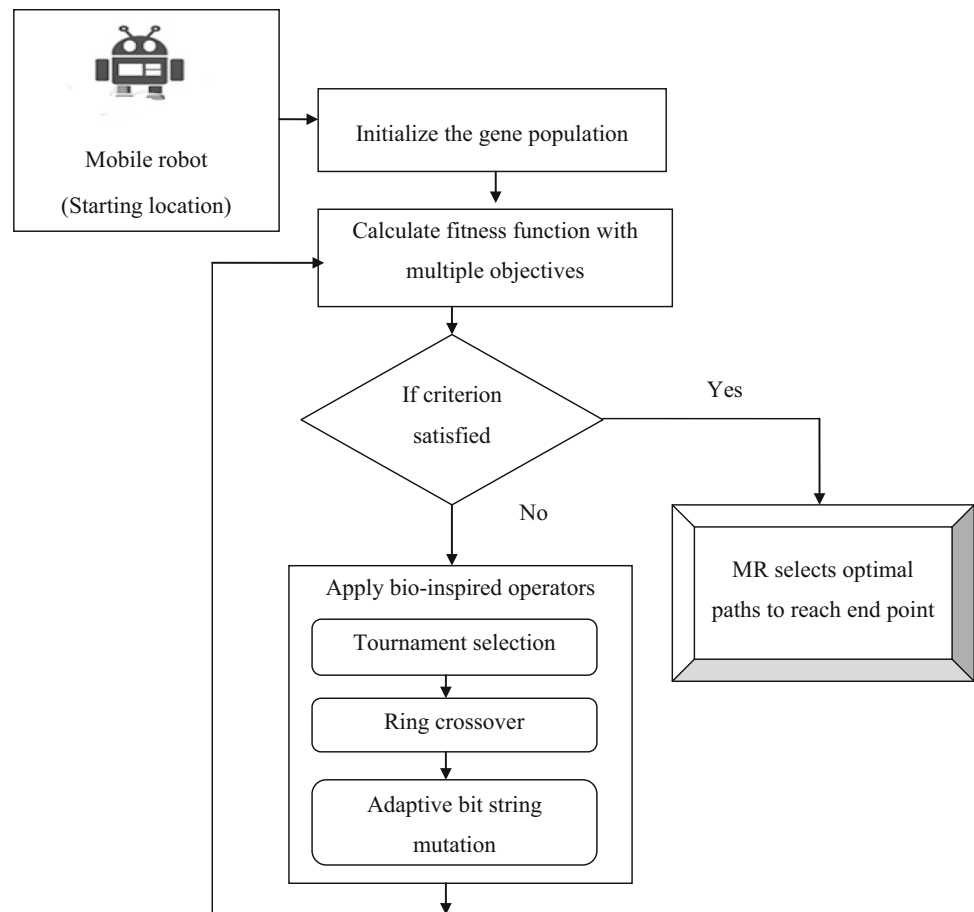 Mobile robot
(Starting location)
Initialize the gene population
Calculate fitness function with
multiple objectives
If criterion
satisfied
Yes
No
MR selects optimal
paths to reach end point
Apply bio-inspired operators
Tournament selection
Ring crossover
Adaptive bit string
mutation